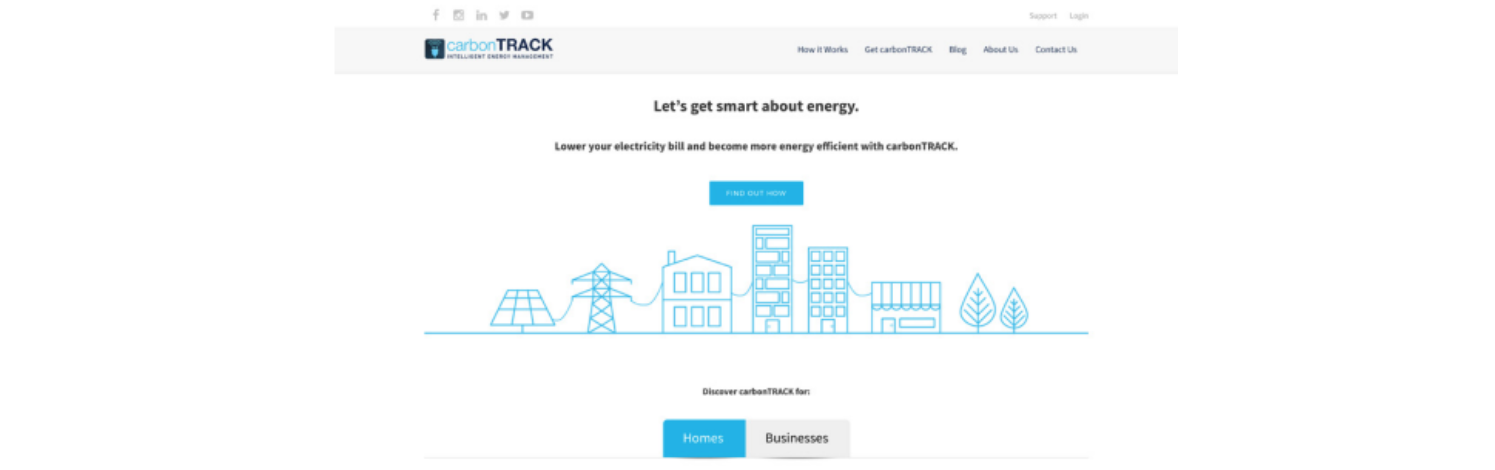 Support Login
carbonTRACK
INTELLIGENT ENERGY MANAGEMENT
How it Works Get carbonTRACK Blog About Us Contact Us
Let's get smart about energy.
Lower your electricity bill and become more energy efficient with carbonTRACK.
FIND OUT HOW
Discover carbonTRACK for:
Homes Businesses